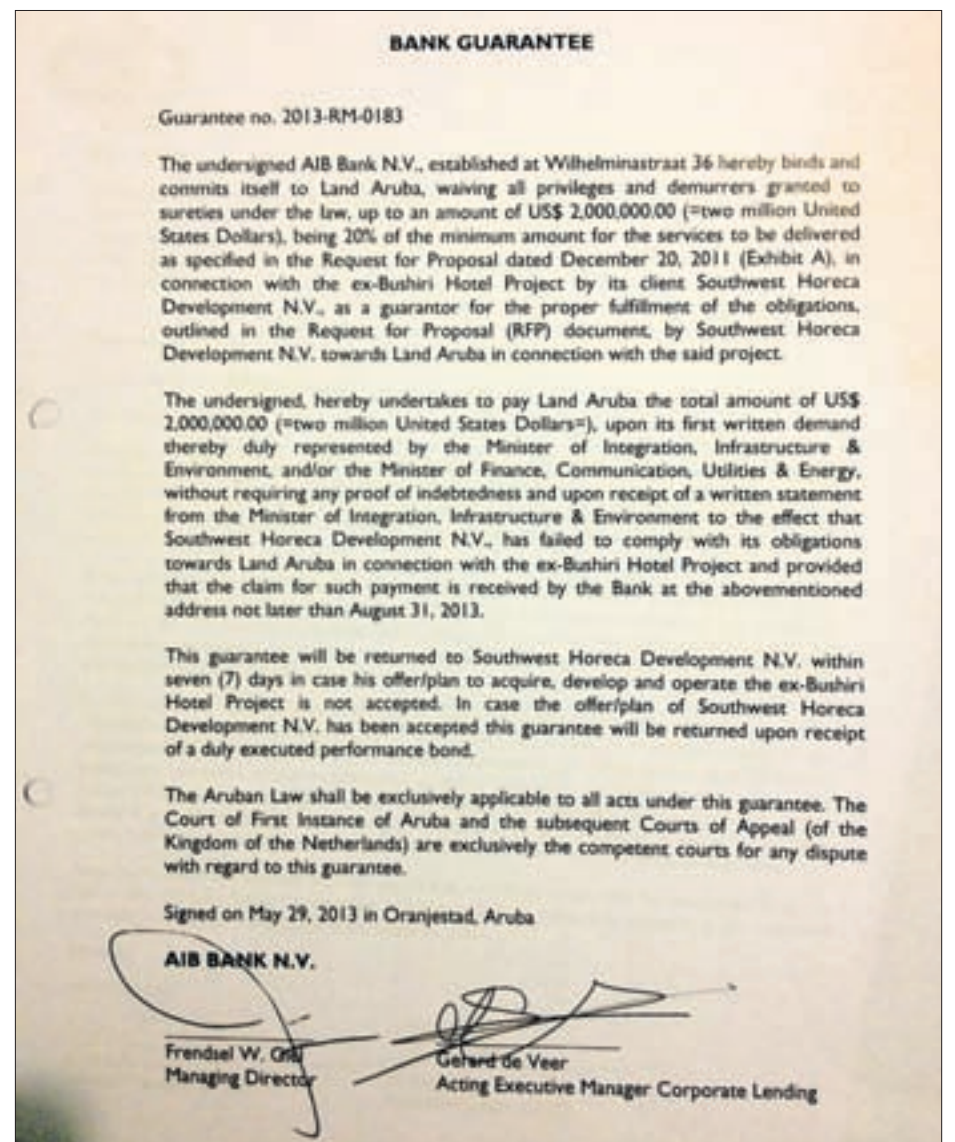 BANK GUARANTEE
Guarantee no. 2013-RM-0183
The undersigned AIB Bank N.V., established at Wilhelminastraat 36 hereby binds and
commits itself to Land Aruba, waiving all privileges and demurrers granted to
sureties under the law, up to an amount of US$ 2,000,000.00 (=two million United
States Dollars), being 20% of the minimum amount for the services to be delivered
as specified in the Request for Proposal dated December 20, 2011 (Exhibit A), in
connection with the ex-Bushiri Hotel Project by its client Southwest Horeca
Development N.V., as a guarantor for the proper fulfillment of the obligations,
outlined in the Request for Proposal (RFP) document, by Southwest Horeca
Development N.V. towards Land Aruba in connection with the said project.
The undersigned, hereby undertakes to pay Land Aruba the total amount of US$
2,000,000.00 (=two million United States Dollars=), upon its first written demand
thereby duly represented by the Minister of Integration, Infrastructure &
Environment, and/or the Minister of Finance, Communication, Utilities & Energy,
without requiring any proof of indebtedness and upon receipt of a written statement
from the Minister of Integration, Infrastructure & Environment to the effect that
Southwest Horeca Development N.V., has failed to comply with its obligations
towards Land Aruba in connection with the ex-Bushiri Hotel Project and provided
that the claim for such payment is received by the Bank at the abovementioned
address not later than August 31, 2013.
This guarantee will be returned to Southwest Horeca Development N.V. within
seven (7) days in case his offer/plan to acquire, develop and operate the ex-Bushiri
Hotel Project is not accepted. In case the offer/plan of Southwest Horeca
Development N.V. has been accepted this guarantee will be returned upon receipt
of a duly executed performance bond.
The Aruban Law shall be exclusively applicable to all acts under this guarantee. The
Court of First Instance of Aruba and the subsequent Courts of Appeal (of the
Kingdom of the Netherlands) are exclusively the competent courts for any dispute
with regard to this guarantee.
Signed on May 29, 2013 in Oranjestad, Aruba
AIB BANK N.V.
Frendsel W.
Managing Director
Gerard de Veer
Acting Executive Manager Corporate Lending